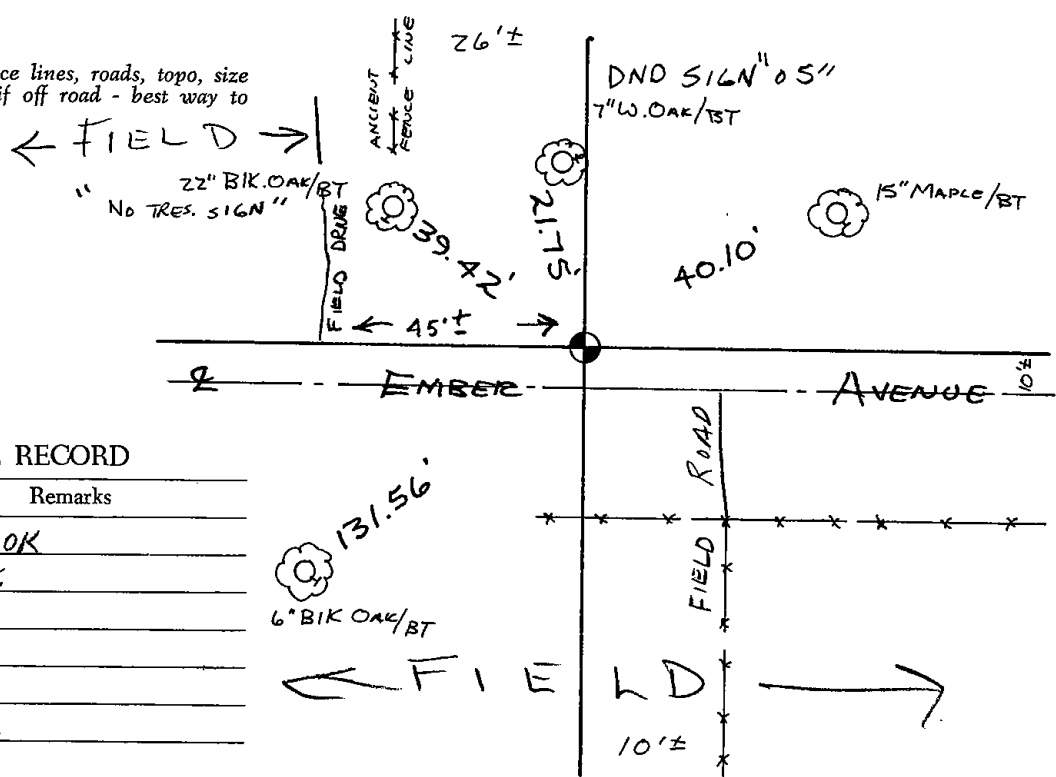 ce lines, roads, topo, size
if off road - best way to
← FIELD →
ANCIENT
FENCE LINE
26'±
DND SIGN "05"
7" W. OAK/BT
22" BlK. OAK/BT
"NO TRES. SIGN"
15" MAPLE/BT
FIELD DRIVE
39.42'
21.75'
40.10'
← 45'± →
℄ EMBER AVENUE
10'±
FIELD ROAD
RECORD
Remarks
OK
131.56'
6" BlK OAK/BT
← FIELD →
10'±